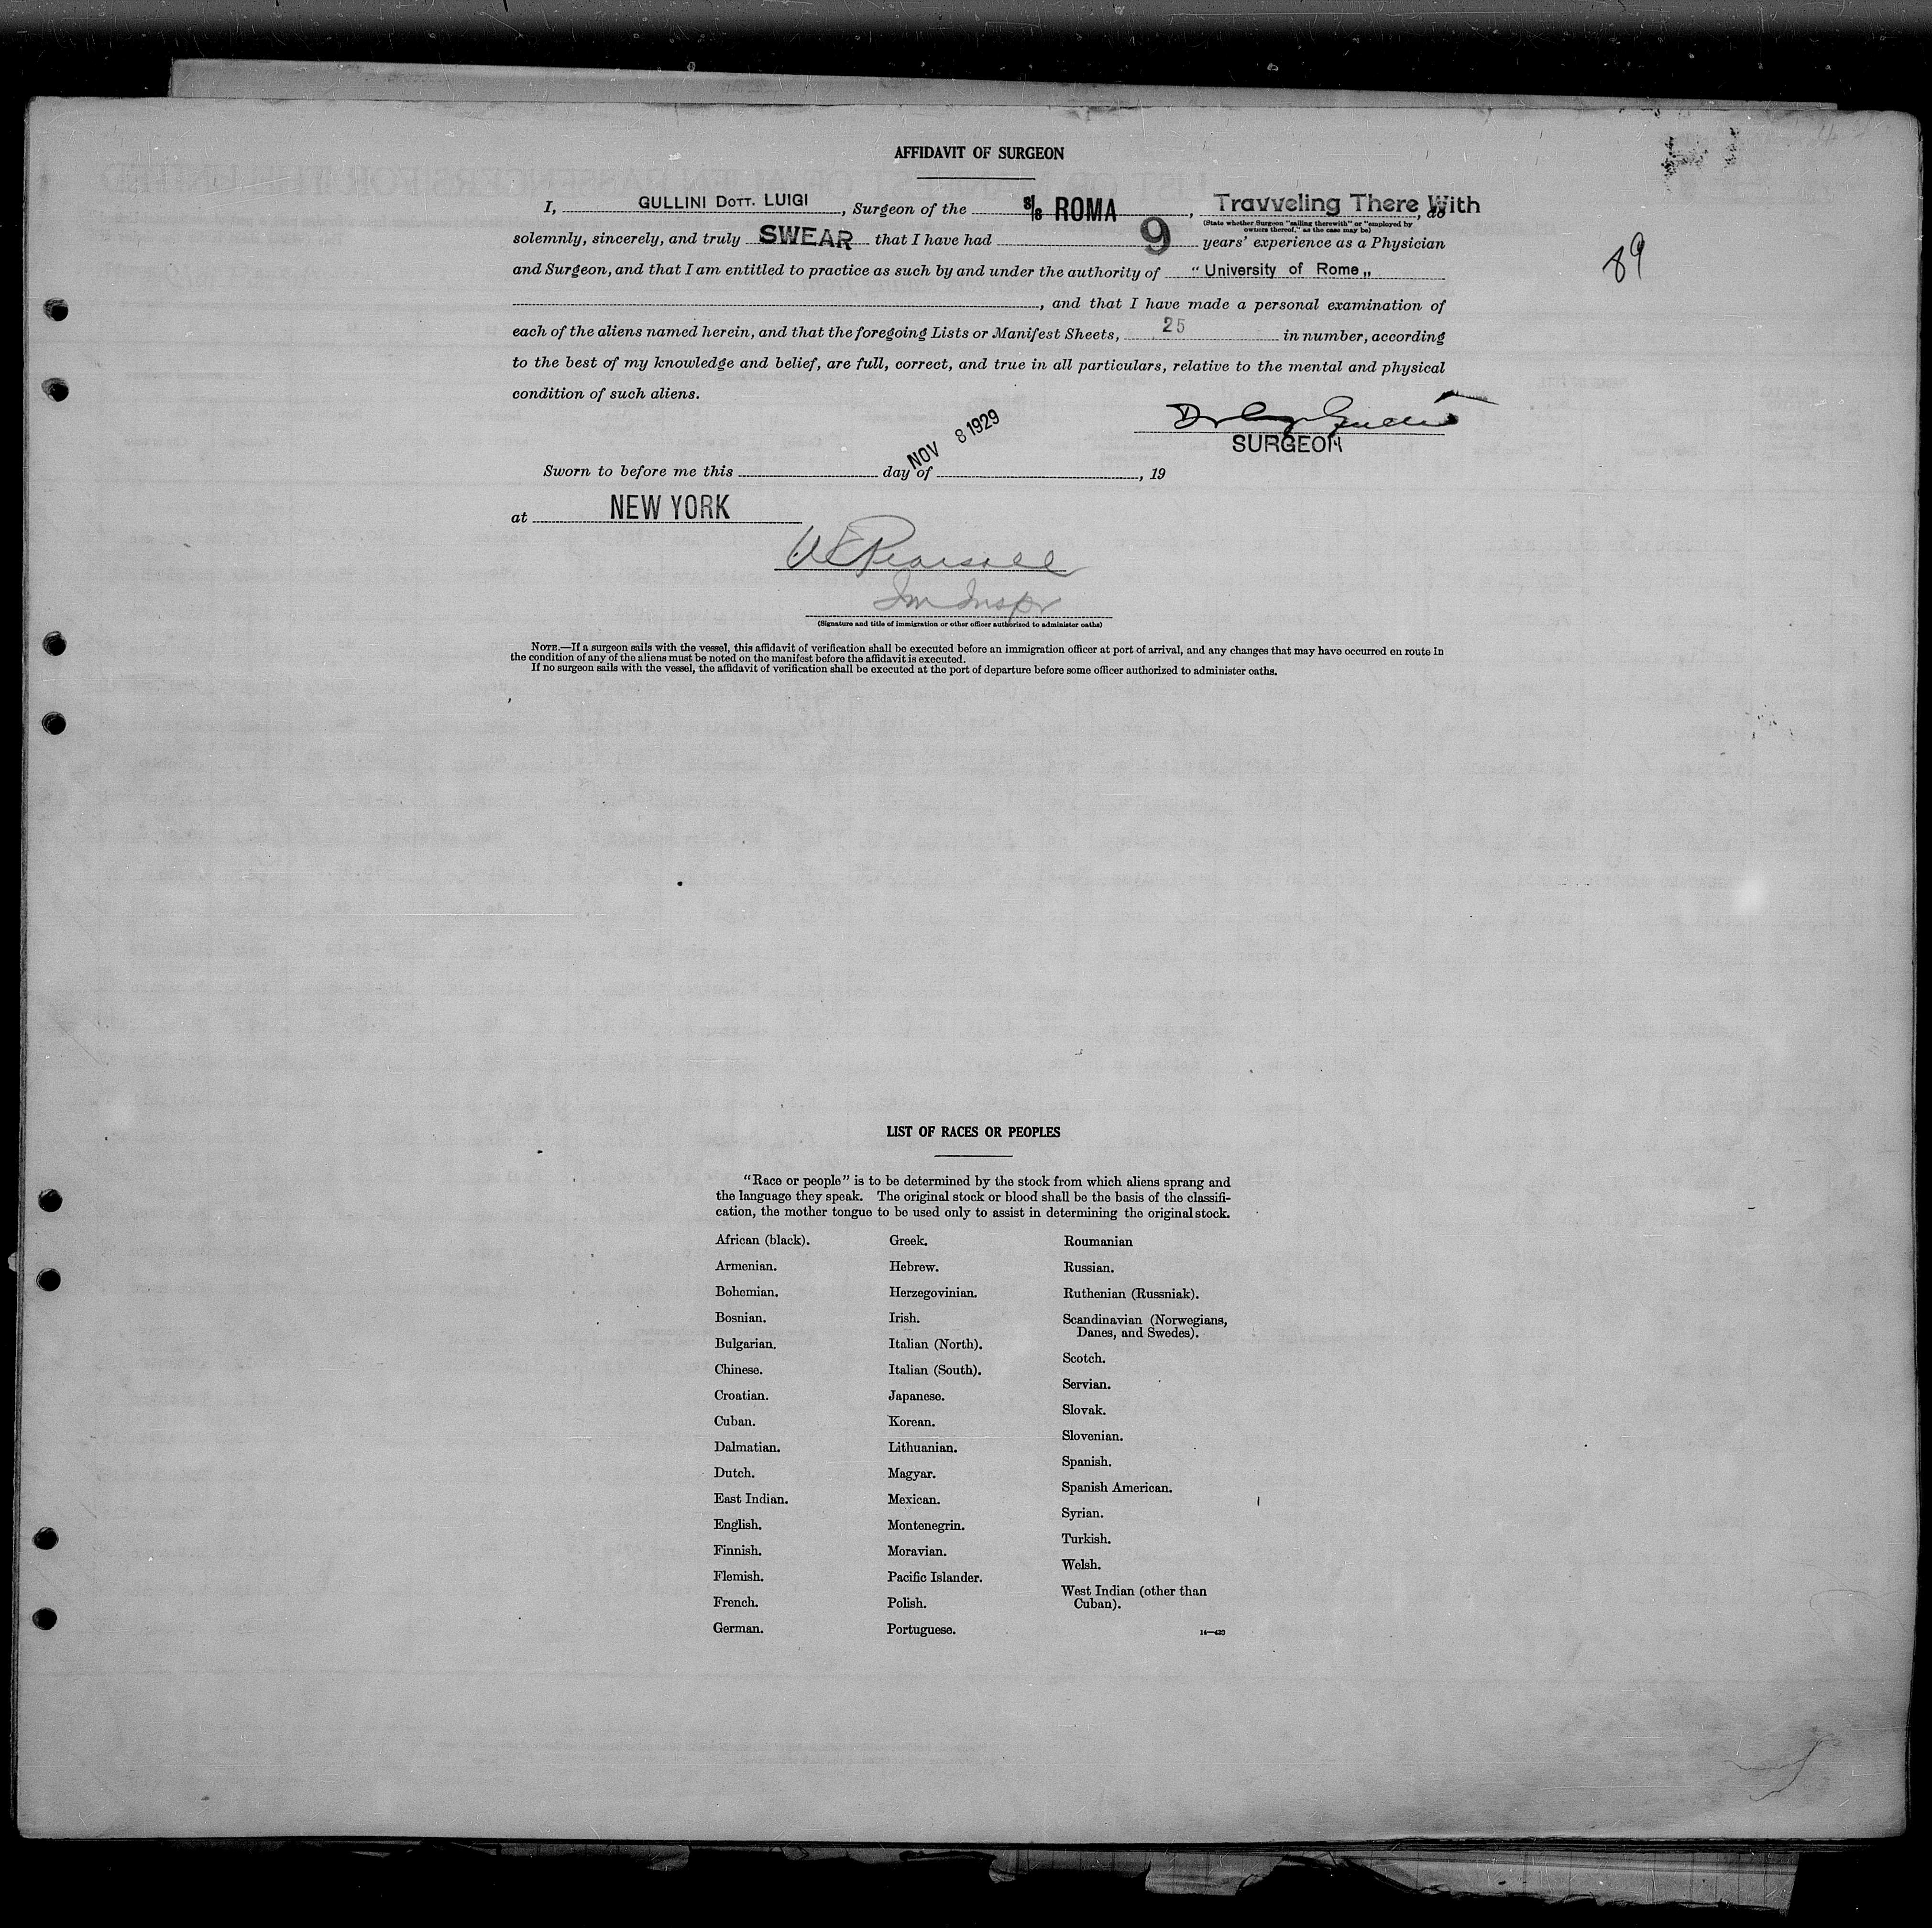 AFFIDAVIT OF SURGEON
I, GULLINI DOTT. LUIGI, Surgeon of the S/S ROMA, Travveling There With, do
(State whether Surgeon "sailing therewith" or "employed by
owners thereof," as the case may be)
solemnly, sincerely, and truly SWEAR that I have had 9 years' experience as a Physician
and Surgeon, and that I am entitled to practice as such by and under the authority of "University of Rome„
, and that I have made a personal examination of
each of the aliens named herein, and that the foregoing Lists or Manifest Sheets, 25 in number, according
to the best of my knowledge and belief, are full, correct, and true in all particulars, relative to the mental and physical
condition of such aliens.
89
Dr Luigi Gullini
SURGEON
NOV 8 1929
Sworn to before me this day of , 19
at NEW YORK
W E Pearsall
Im Inspr
(Signature and title of immigration or other officer authorized to administer oaths)
NOTE.—If a surgeon sails with the vessel, this affidavit of verification shall be executed before an immigration officer at port of arrival, and any changes that may have occurred en route in
the condition of any of the aliens must be noted on the manifest before the affidavit is executed.
If no surgeon sails with the vessel, the affidavit of verification shall be executed at the port of departure before some officer authorized to administer oaths.
LIST OF RACES OR PEOPLES
"Race or people" is to be determined by the stock from which aliens sprang and
the language they speak. The original stock or blood shall be the basis of the classifi-
cation, the mother tongue to be used only to assist in determining the original stock.
African (black).
Armenian.
Bohemian.
Bosnian.
Bulgarian.
Chinese.
Croatian.
Cuban.
Dalmatian.
Dutch.
East Indian.
English.
Finnish.
Flemish.
French.
German.
Greek.
Hebrew.
Herzegovinian.
Irish.
Italian (North).
Italian (South).
Japanese.
Korean.
Lithuanian.
Magyar.
Mexican.
Montenegrin.
Moravian.
Pacific Islander.
Polish.
Portuguese.
Roumanian
Russian.
Ruthenian (Russniak).
Scandinavian (Norwegians,
Danes, and Swedes).
Scotch.
Servian.
Slovak.
Slovenian.
Spanish.
Spanish American.
Syrian.
Turkish.
Welsh.
West Indian (other than
Cuban).
14—420